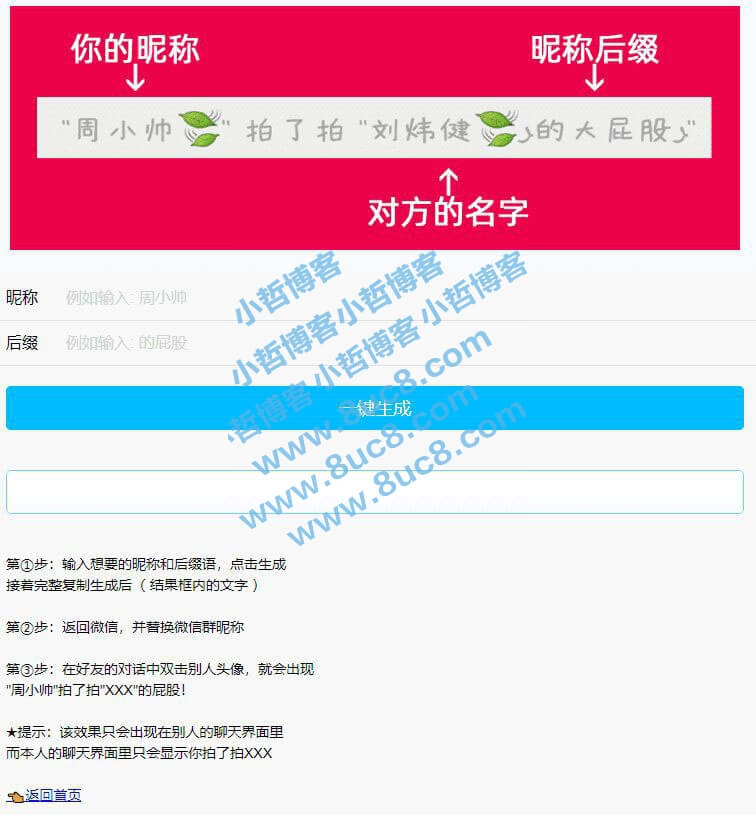 你的昵称
昵称后缀
"周小帅🍃" 拍了拍 "刘炜健🍃ر的大屁股ر"
对方的名字
昵称 例如输入: 周小帅
后缀 例如输入: 的屁股
一键生成
小哲博客小哲博客
小哲博客小哲博客小哲博客
小哲博客
www.8uc8.com
www.8uc8.com
www.8uc8.com
第①步：输入想要的昵称和后缀语，点击生成
接着完整复制生成后（ 结果框内的文字 ）
第②步：返回微信，并替换微信群昵称
第③步：在好友的对话中双击别人头像，就会出现
"周小帅"拍了拍"XXX"的屁股！
★提示：该效果只会出现在别人的聊天界面里
而本人的聊天界面里只会显示你拍了拍XXX
👈返回首页